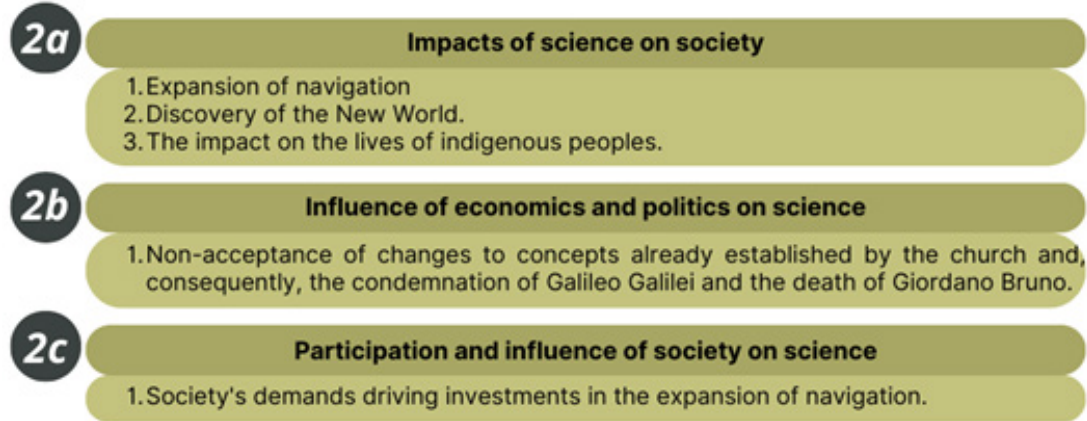 2a
Impacts of science on society
1. Expansion of navigation
2. Discovery of the New World.
3. The impact on the lives of indigenous peoples.
2b
Influence of economics and politics on science
1. Non-acceptance of changes to concepts already established by the church and,
consequently, the condemnation of Galileo Galilei and the death of Giordano Bruno.
2c
Participation and influence of society on science
1. Society's demands driving investments in the expansion of navigation.